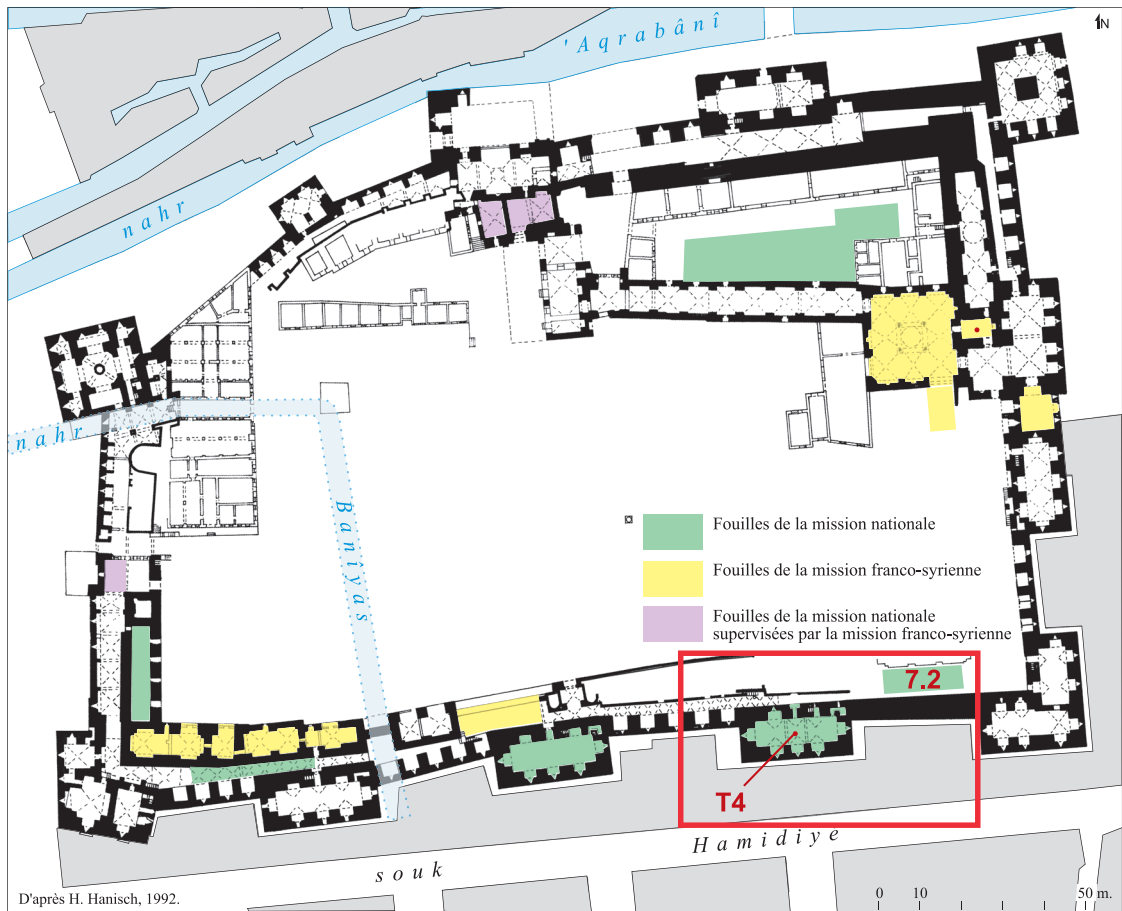 N
'Aqrabânî
nahr
nahr
Banîyas
Fouilles de la mission nationale
Fouilles de la mission franco-syrienne
Fouilles de la mission nationale
supervisées par la mission franco-syrienne
7.2
T4
souk Hamidiye
D'après H. Hanisch, 1992.
0 10 50 m.